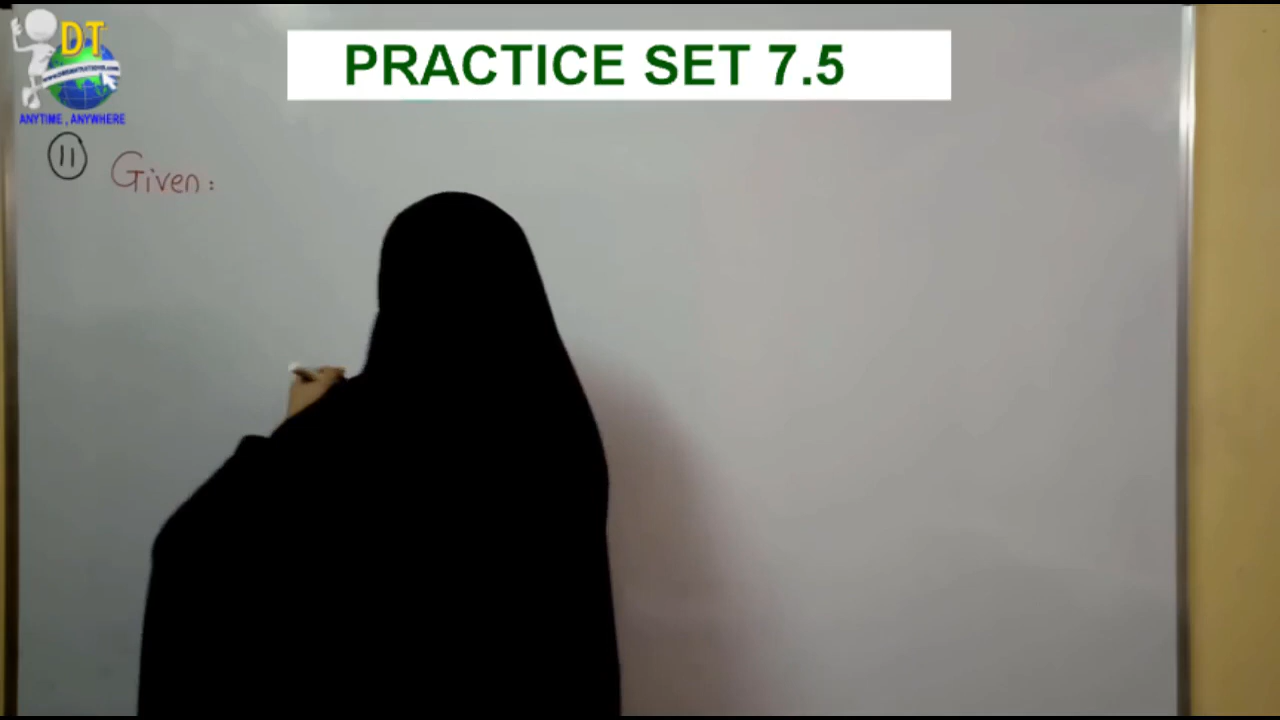 PRACTICE SET 7.5
DT
ANYTIME , ANYWHERE
11 Given :